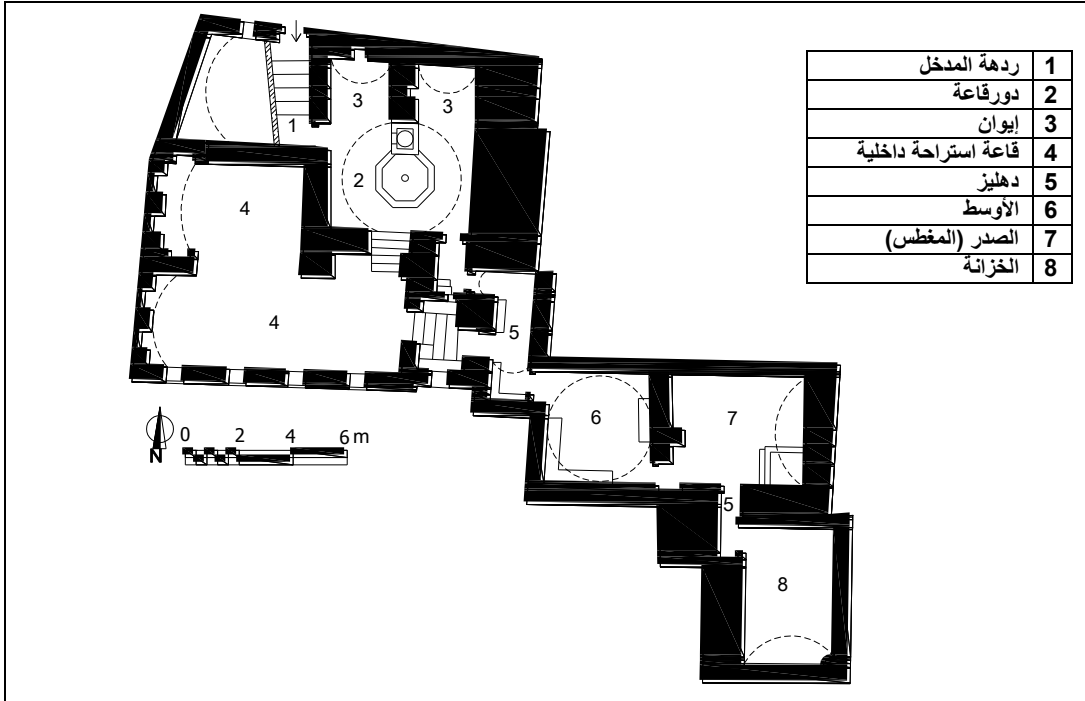 1 ردهة المدخل
2 دورقاعة
3 إيوان
4 قاعة استراحة داخلية
5 دهليز
6 الأوسط
7 الصدر (المغطس)
8 الخزانة
3
3
1
2
4
4
5
6
7
5
8
N
0 2 4 6 m